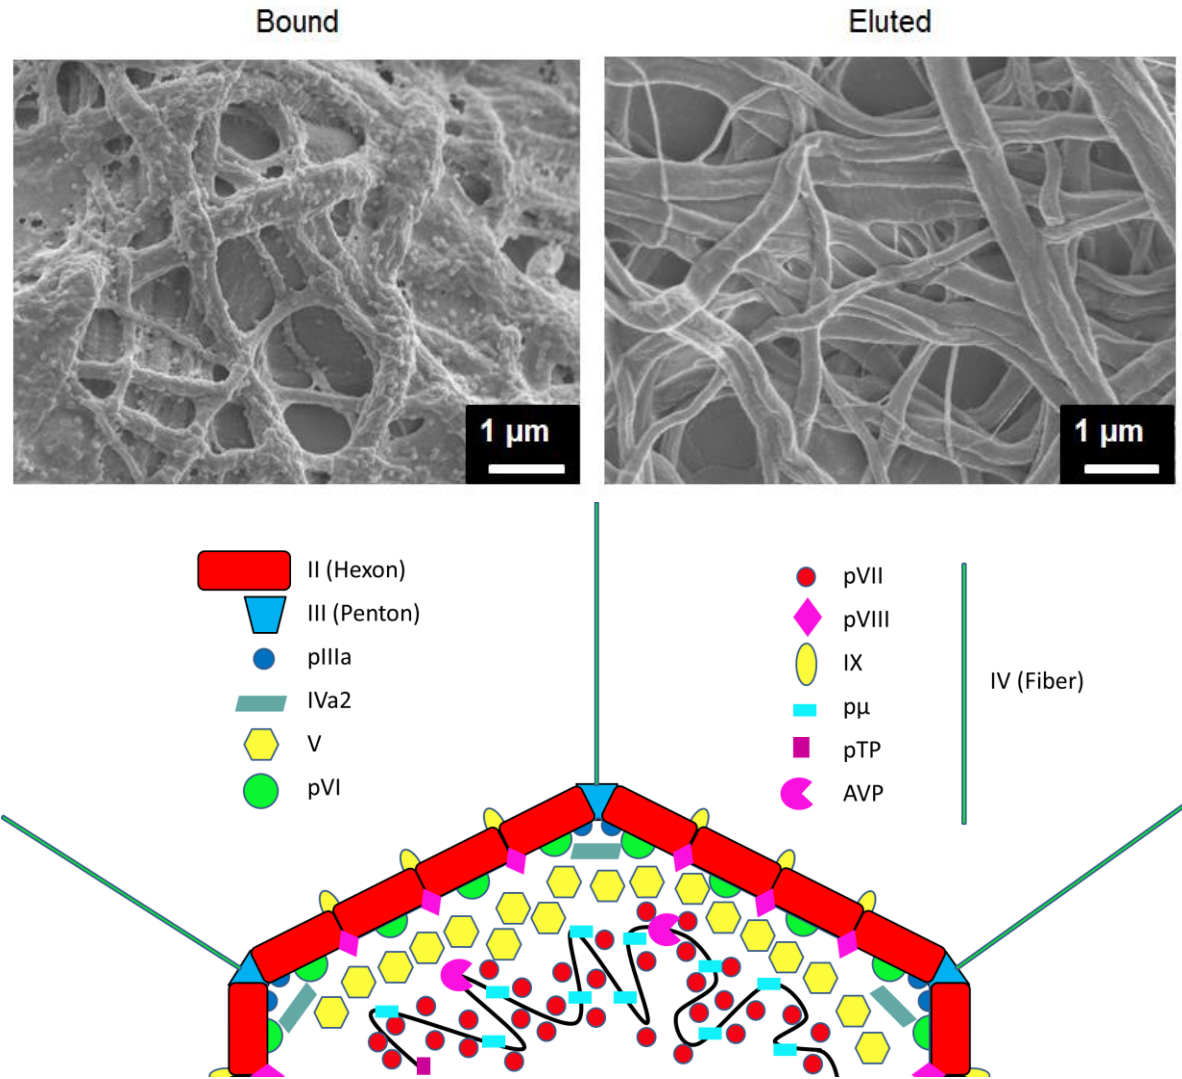 Bound
Eluted
1 µm
1 µm
II (Hexon)
III (Penton)
pIIIa
IVa2
V
pVI
pVII
pVIII
IX
pµ
pTP
AVP
IV (Fiber)